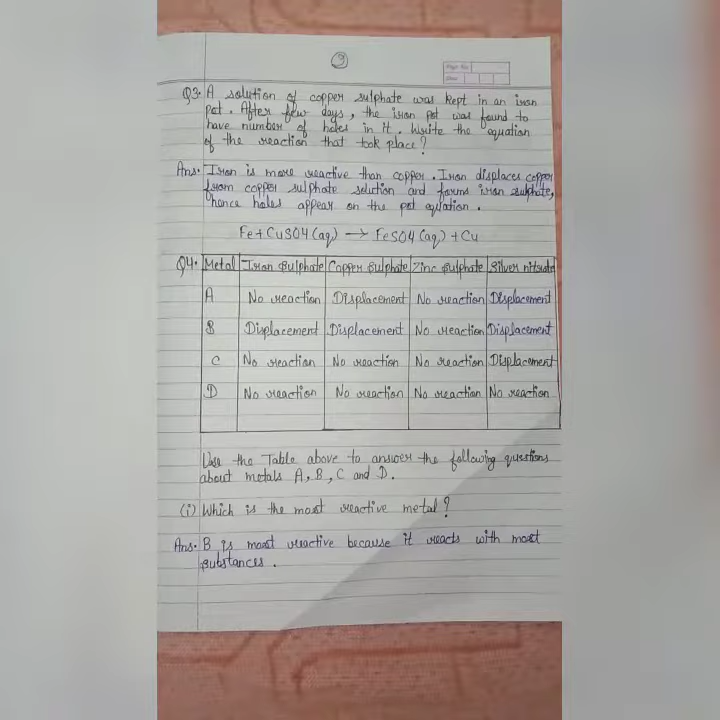 3
Page No.
Date
Q3. A solution of copper sulphate was kept in an iron
pot. After few days, the iron pot was found to
have number of holes in it. Write the equation
of the reaction that took place?
Ans. Iron is more reactive than copper. Iron displaces copper
from copper sulphate solution and forms iron sulphate,
hence holes appear on the pot equation.
Fe+CuSO4(aq) → FeSO4(aq)+Cu
Q4. Metal Iron Sulphate Copper Sulphate Zinc Sulphate Silver nitrate
A No reaction Displacement No reaction Displacement
B Displacement Displacement No reaction Displacement
C No reaction No reaction No reaction Displacement
D No reaction No reaction No reaction No reaction
Use the Table above to answer the following questions
about metals A, B, C and D.
(i) Which is the most reactive metal?
Ans. B is most reactive because it reacts with most
substances.